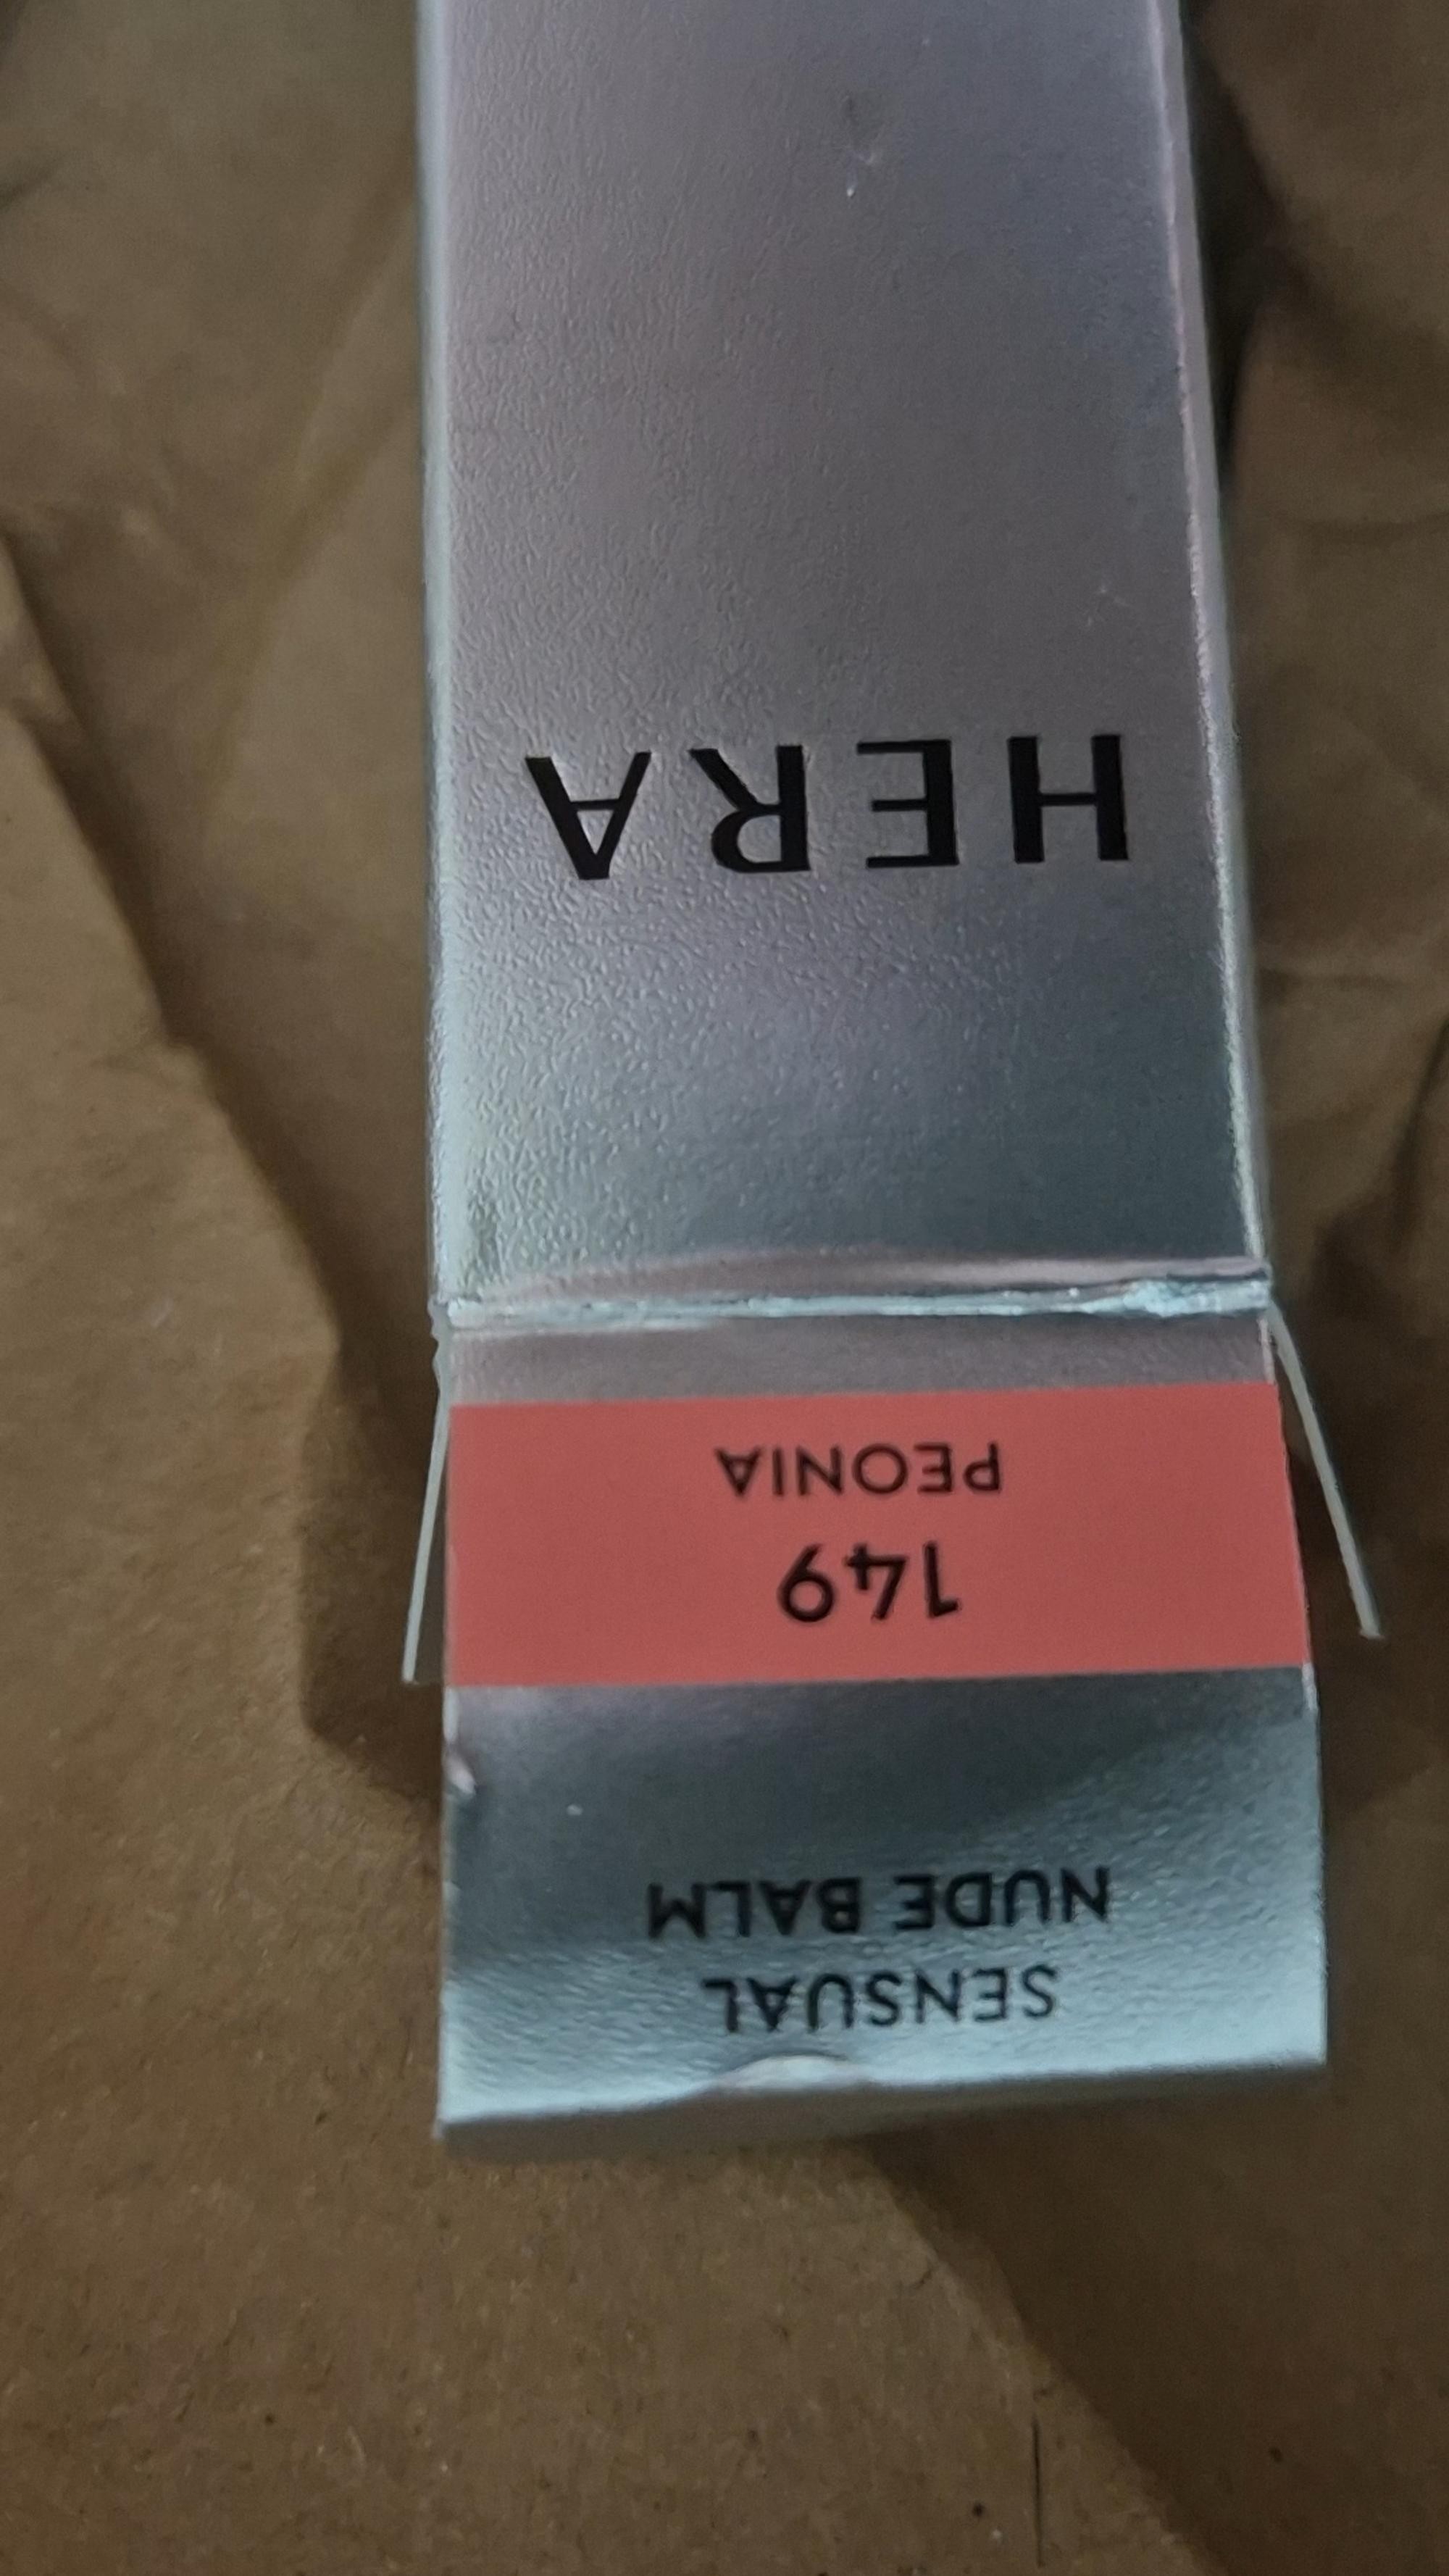 SENSUAL
NUDE BALM
149
PEONIA
HERA